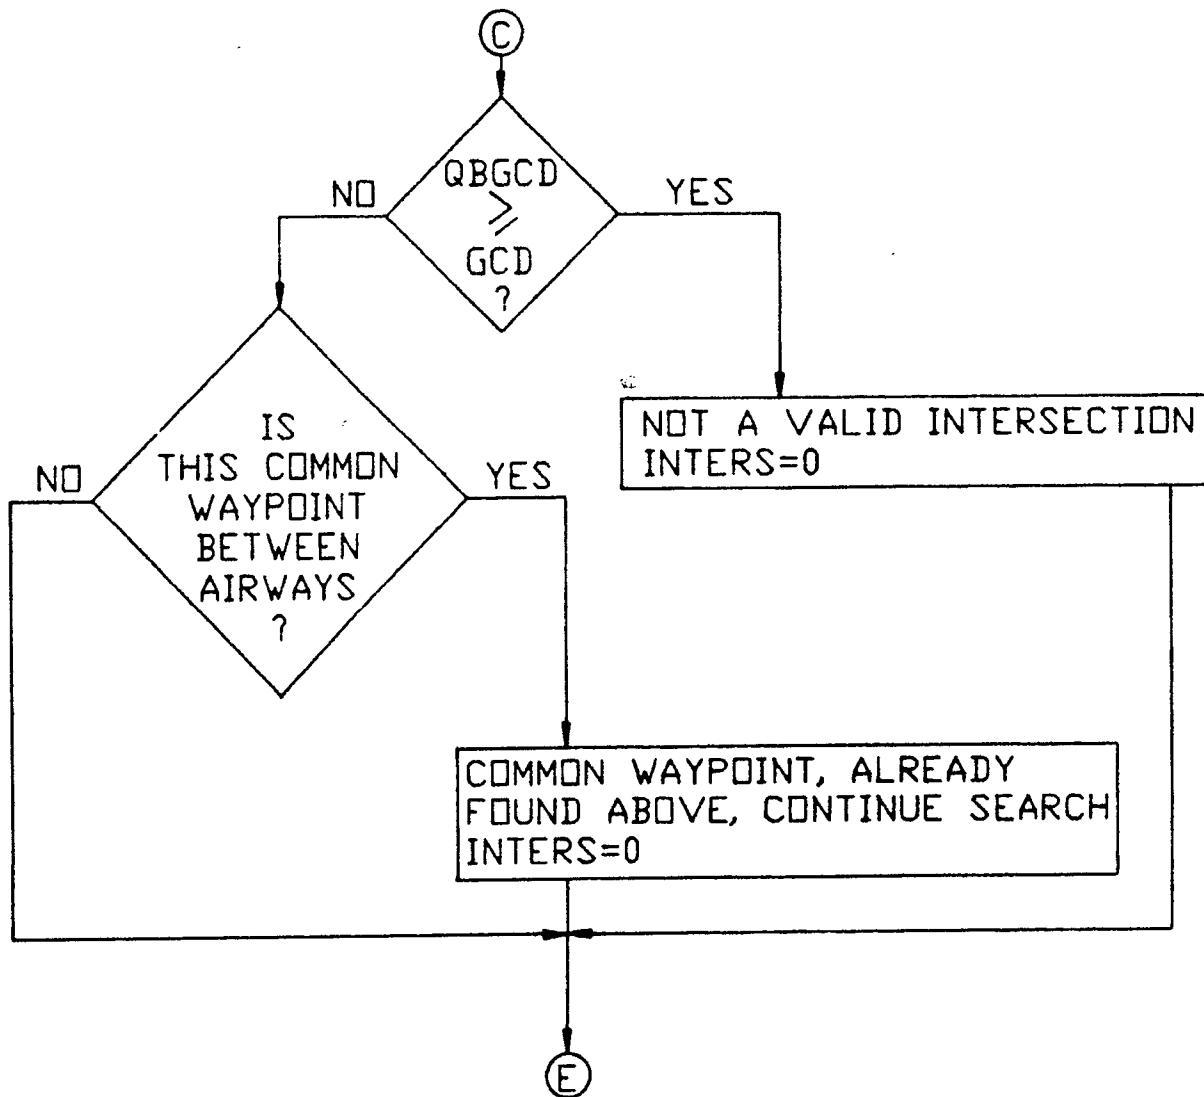 C
QBGCD
≥
GCD
?
NO
YES
IS
THIS COMMON
WAYPOINT
BETWEEN
AIRWAYS
?
NO
YES
NOT A VALID INTERSECTION
INTERS=0
COMMON WAYPOINT, ALREADY
FOUND ABOVE, CONTINUE SEARCH
INTERS=0
E